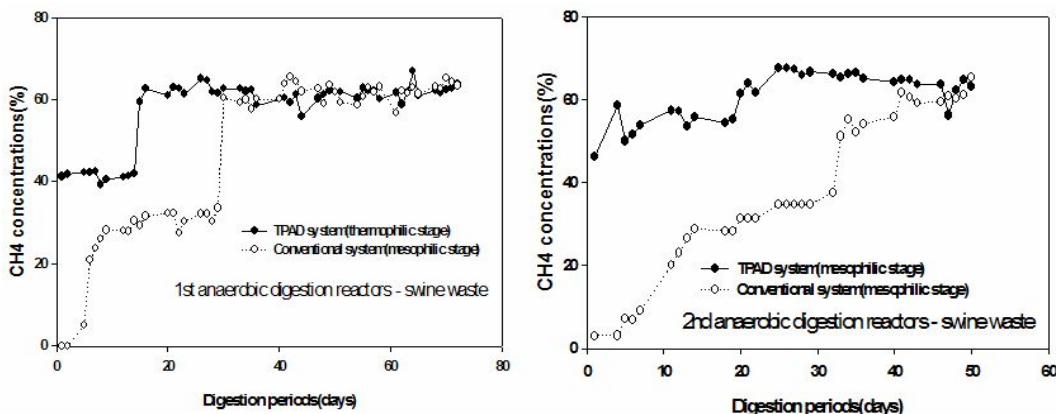 80
60
40
20
0
CH4 concentrations(%)
TPAD system(thermophilic stage)
Conventional system(mesophilic stage)
1st anaerobic digestion reactors - swine waste
0 20 40 60 80
Digestion periods(days)
80
60
40
20
0
CH4 concentrations(%)
TPAD system(mesophilic stage)
Conventional system(mesophilic stage)
2nd anaerobic digestion reactors - swine waste
0 10 20 30 40 50 60
Digestion periods(days)